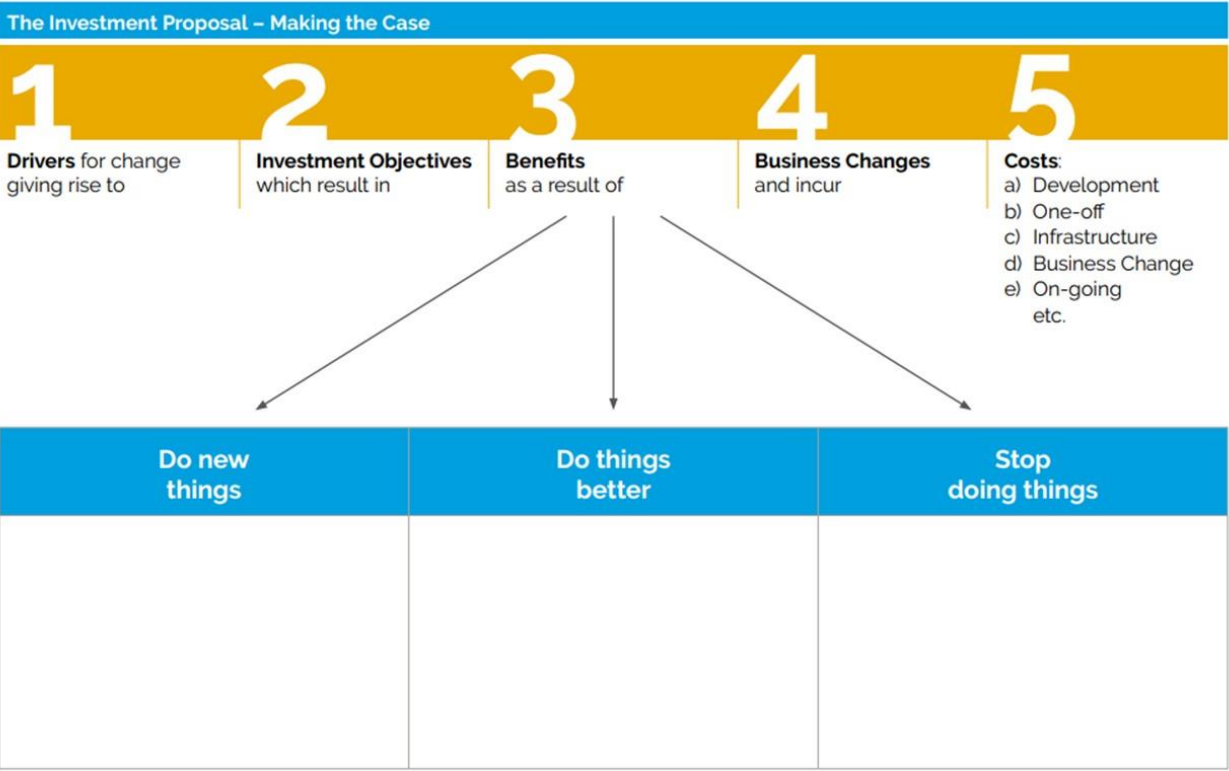 The Investment Proposal – Making the Case
1
2
3
4
5
Drivers for change
giving rise to
Investment Objectives
which result in
Benefits
as a result of
Business Changes
and incur
Costs:
a) Development
b) One-off
c) Infrastructure
d) Business Change
e) On-going
etc.
Do new
things
Do things
better
Stop
doing things